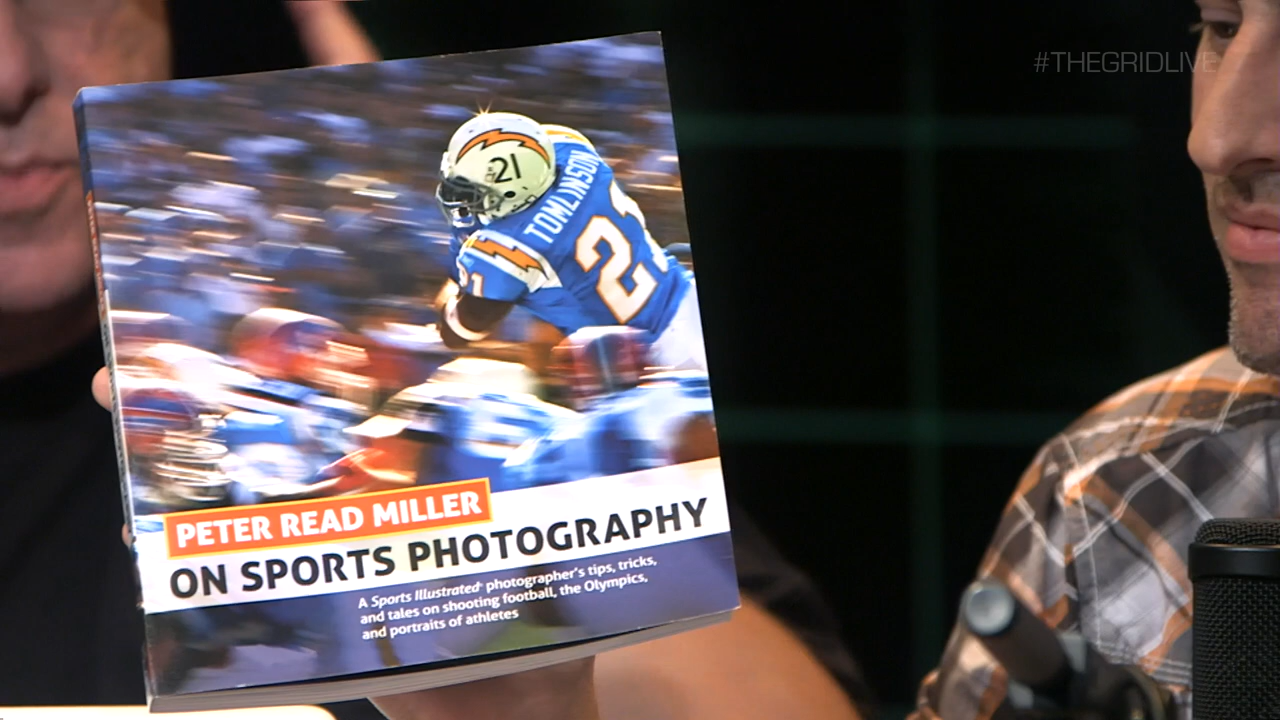 #THEGRIDLIVE
21
TOMLINSON
21
PETER READ MILLER
ON SPORTS PHOTOGRAPHY
A Sports Illustrated® photographer's tips, tricks,
and tales on shooting football, the Olympics,
and portraits of athletes